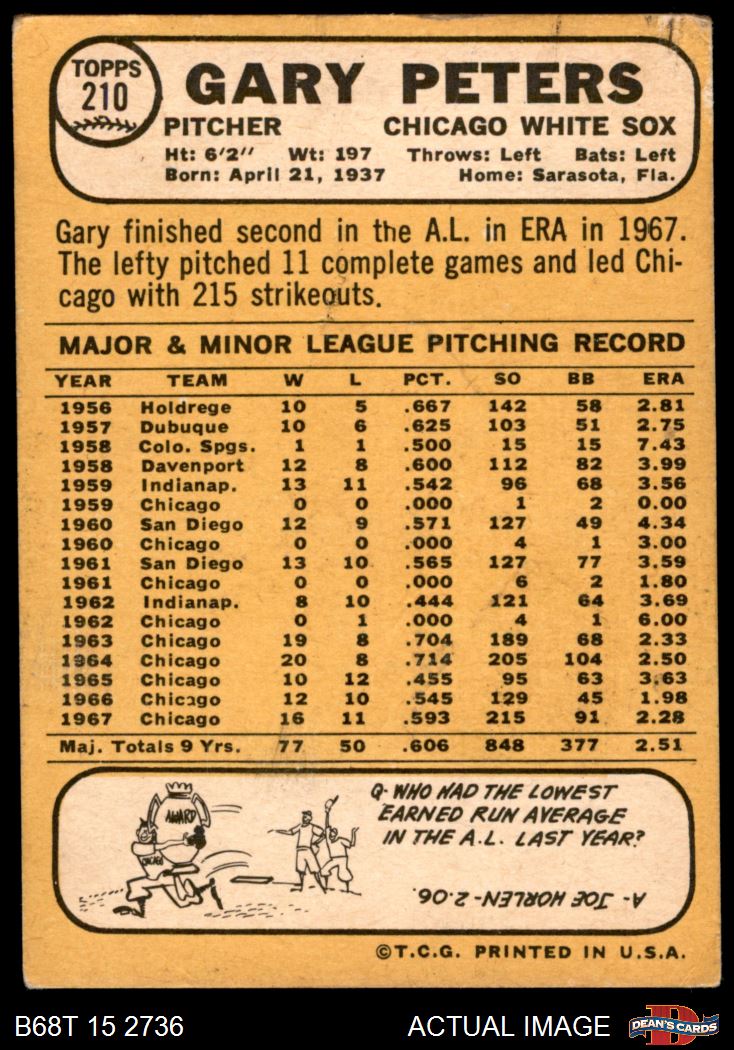 TOPPS
210
GARY PETERS
PITCHER CHICAGO WHITE SOX
Ht: 6'2" Wt: 197 Throws: Left Bats: Left
Born: April 21, 1937 Home: Sarasota, Fla.
Gary finished second in the A.L. in ERA in 1967.
The lefty pitched 11 complete games and led Chi-
cago with 215 strikeouts.
MAJOR & MINOR LEAGUE PITCHING RECORD
YEAR TEAM W L PCT. SO BB ERA
1956 Holdrege 10 5 .667 142 58 2.81
1957 Dubuque 10 6 .625 103 51 2.75
1958 Colo. Spgs. 1 1 .500 15 15 7.43
1958 Davenport 12 8 .600 112 82 3.99
1959 Indianap. 13 11 .542 96 68 3.56
1959 Chicago 0 0 .000 1 2 0.00
1960 San Diego 12 9 .571 127 49 4.34
1960 Chicago 0 0 .000 4 1 3.00
1961 San Diego 13 10 .565 127 77 3.59
1961 Chicago 0 0 .000 6 2 1.80
1962 Indianap. 8 10 .444 121 64 3.69
1962 Chicago 0 1 .000 4 1 6.00
1963 Chicago 19 8 .704 189 68 2.33
1964 Chicago 20 8 .714 205 104 2.50
1965 Chicago 10 12 .455 95 63 3.63
1966 Chicago 12 10 .545 129 45 1.98
1967 Chicago 16 11 .593 215 91 2.28
Maj. Totals 9 Yrs. 77 50 .606 848 377 2.51
AWARD
CHICAGO
Q- WHO HAD THE LOWEST
EARNED RUN AVERAGE
IN THE A.L. LAST YEAR?
A - JOE HORLEN-2.06.
©T.C.G. PRINTED IN U.S.A.
B68T 15 2736 ACTUAL IMAGE
D
DEAN'S CARDS